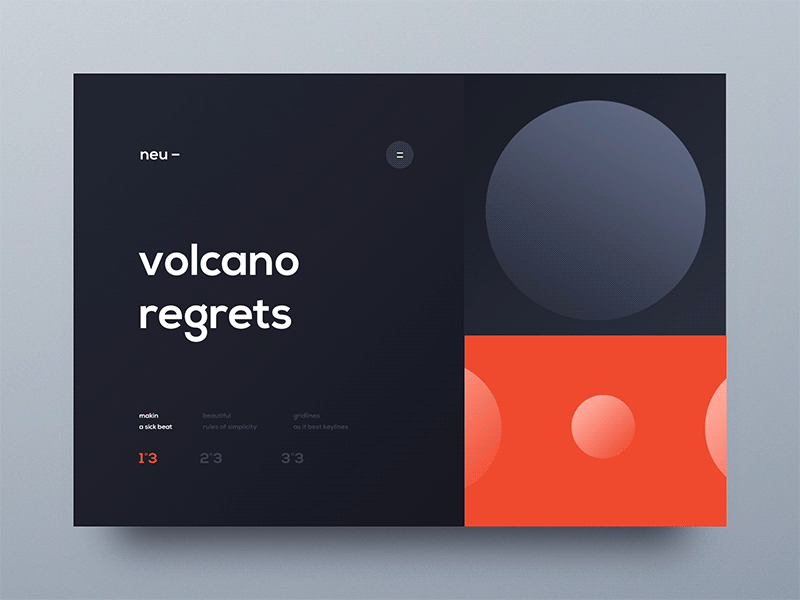 neu –
volcano
regrets
makin
a sick beat
beautiful
rules of simplicity
gridlines
as it best keylines
1°3
2°3
3°3